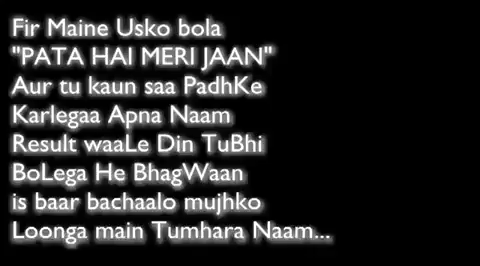 Fir Maine Usko bola
"PATA HAI MERI JAAN"
Aur tu kaun saa PadhKe
Karlegaa Apna Naam
Result waaLe Din TuBhi
BoLega He BhagWaan
is baar bachaalo mujhko
Loonga main Tumhara Naam...